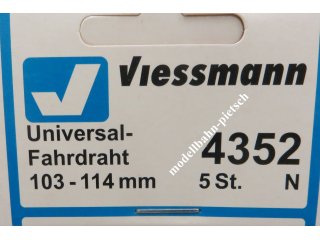 Viessmann
Universal-
Fahrdraht
103 - 114 mm
4352
5 St. N
modellbahn-pietsch